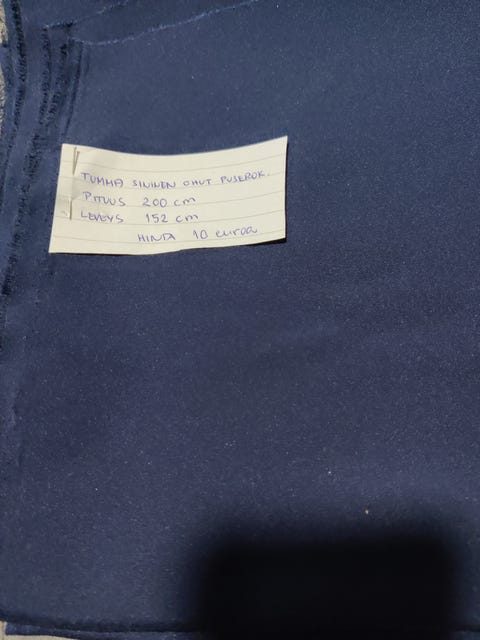 TUMMA SININEN OHUT PUSEROK.
PITUUS 200 cm
LEVEYS 152 cm
HINTA 10 euroa